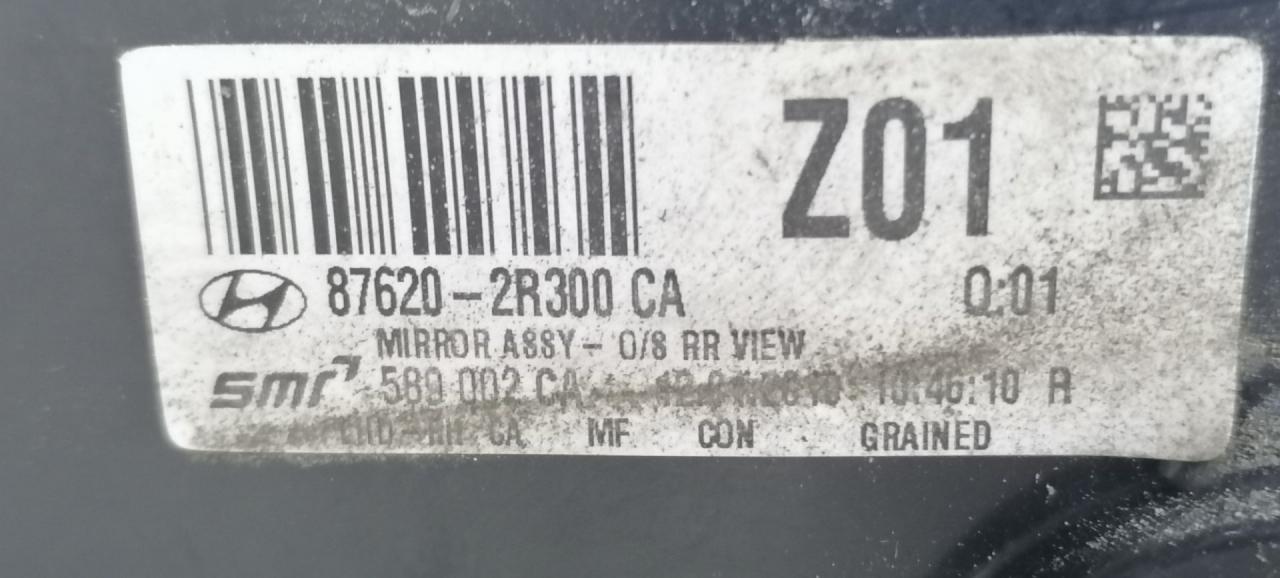 Z01
87620-2R300 CA Q:01
MIRROR ASSY- O/S RR VIEW
smr 589 002 CA 10:46:10 R
CA MF CON GRAINED